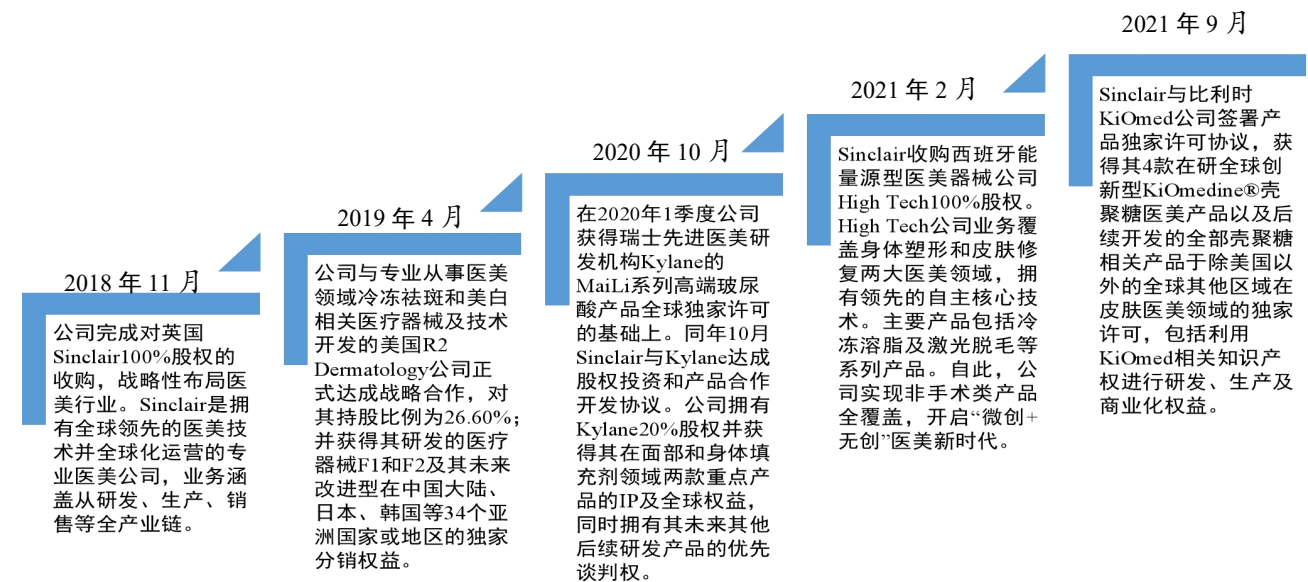 2018 年 11 月
公司完成对英国
Sinclair100%股权的
收购，战略性布局医
美行业。Sinclair是拥
有全球领先的医美技
术并全球化运营的专
业医美公司，业务涵
盖从研发、生产、销
售等全产业链。
2019 年 4 月
公司与专业从事医美
领域冷冻祛斑和美白
相关医疗器械及技术
开发的美国R2
Dermatology公司正
式达成战略合作，对
其持股比例为26.60%；
并获得其研发的医疗
器械F1和F2及其未来
改进型在中国大陆、
日本、韩国等34个亚
洲国家或地区的独家
分销权益。
2020 年 10 月
在2020年1季度公司
获得瑞士先进医美研
发机构Kylane的
MaiLi系列高端玻尿
酸产品全球独家许可
的基础上。同年10月
Sinclair与Kylane达成
股权投资和产品合作
开发协议。公司拥有
Kylane20%股权并获
得其在面部和身体填
充剂领域两款重点产
品的IP及全球权益，
同时拥有其未来其他
后续研发产品的优先
谈判权。
2021 年 2 月
Sinclair收购西班牙能
量源型医美器械公司
High Tech100%股权。
High Tech公司业务覆
盖身体塑形和皮肤修
复两大医美领域，拥
有领先的自主核心技
术。主要产品包括冷
冻溶脂及激光脱毛等
系列产品。自此，公
司实现非手术类产品
全覆盖，开启“微创+
无创”医美新时代。
2021 年 9 月
Sinclair与比利时
KiOmed公司签署产
品独家许可协议，获
得其4款在研全球创
新型KiOmedine®壳
聚糖医美产品以及后
续开发的全部壳聚糖
相关产品于除美国以
外的全球其他区域在
皮肤医美领域的独家
许可，包括利用
KiOmed相关知识产
权进行研发、生产及
商业化权益。